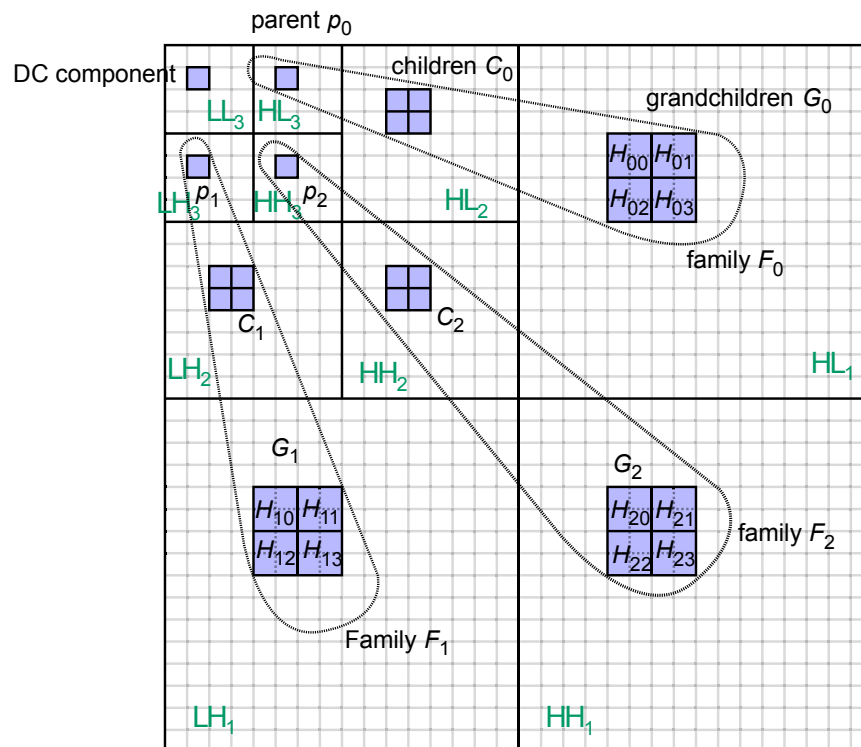 parent p₀
DC component
children C₀
grandchildren G₀
LL₃
HL₃
H₀₀ H₀₁
H₀₂ H₀₃
LH₃
p₁
HH₃
p₂
HL₂
family F₀
C₁
C₂
LH₂
HH₂
HL₁
G₁
G₂
H₁₀ H₁₁
H₁₂ H₁₃
H₂₀ H₂₁
H₂₂ H₂₃
family F₂
Family F₁
LH₁
HH₁